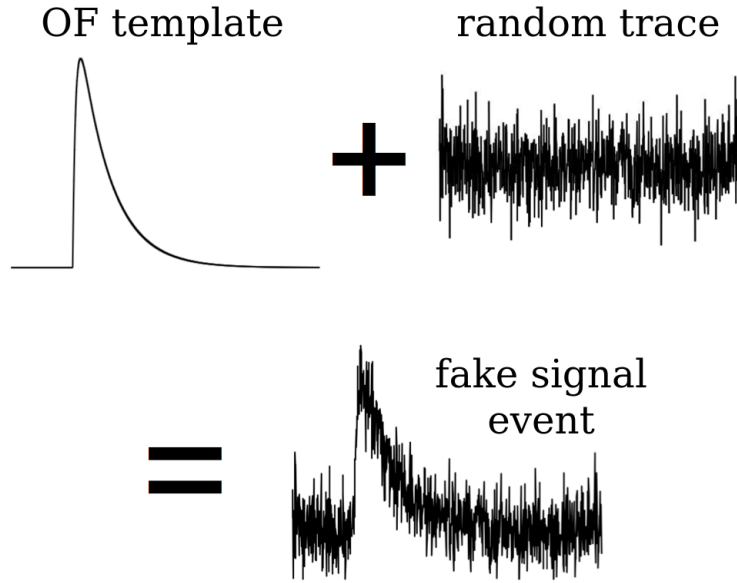 OF template
random trace
+
=
fake signal
event